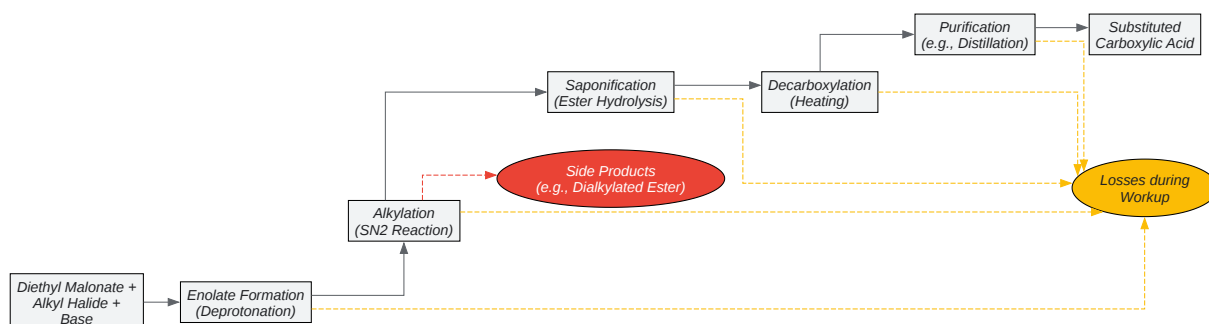 Purification
(e.g., Distillation)
Substituted
Carboxylic Acid
Saponification
(Ester Hydrolysis)
Decarboxylation
(Heating)
Side Products
(e.g., Dialkylated Ester)
Losses during
Workup
Alkylation
(SN2 Reaction)
Diethyl Malonate +
Alkyl Halide +
Base
Enolate Formation
(Deprotonation)